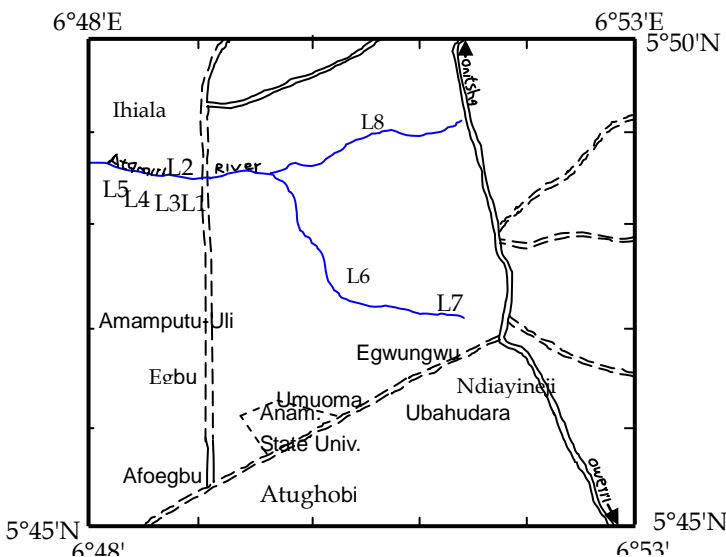 6°48'E 6°53'E
5°50'N
onitsha
Ihiala
L8
Atamiri L2 River
L5 L4 L3 L1
L6
L7
Amamputu-Uli
Egwungwu
Egbu
Ndiayineji
Umuoma
Anam.
Ubahudara
State Univ.
Afoegbu
owerri
Atughobi
5°45'N 5°45'N
6°48' 6°53'